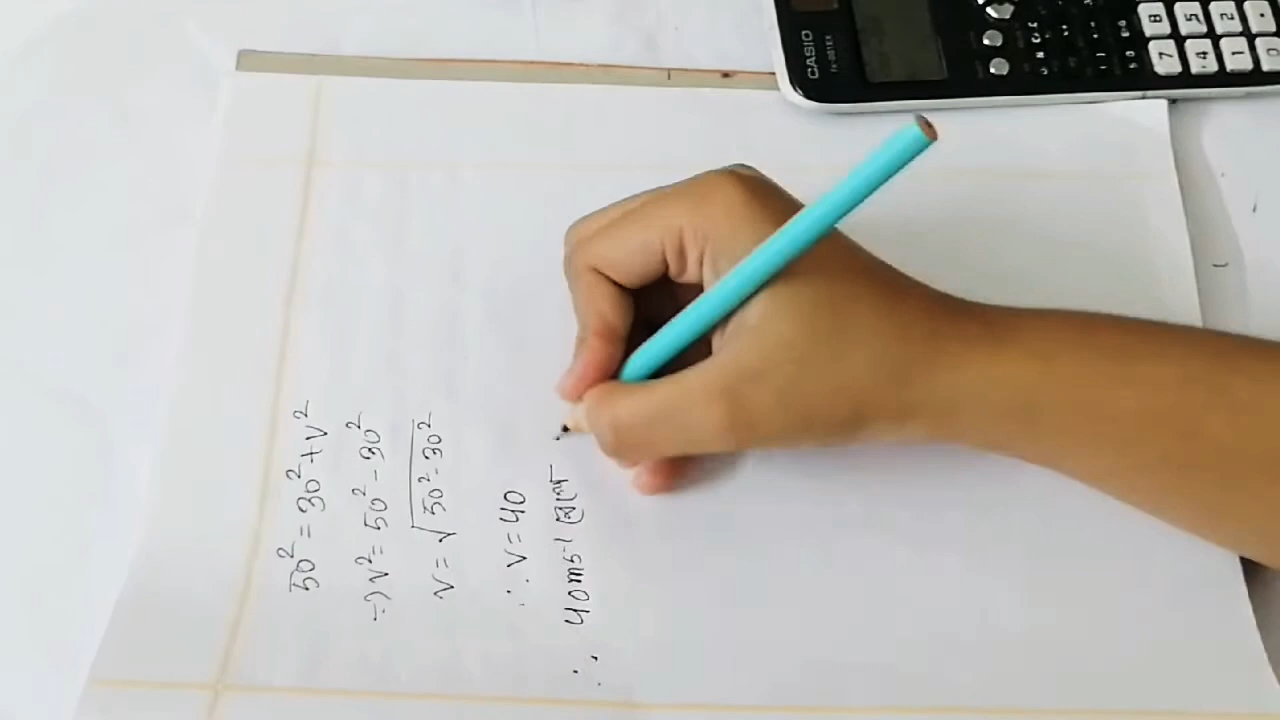 50² = 30² + v²
⇒ v² = 50² - 30²
v = √50² - 30²
∴ v = 40
∴ 40ms⁻¹ বেগে
CASIO